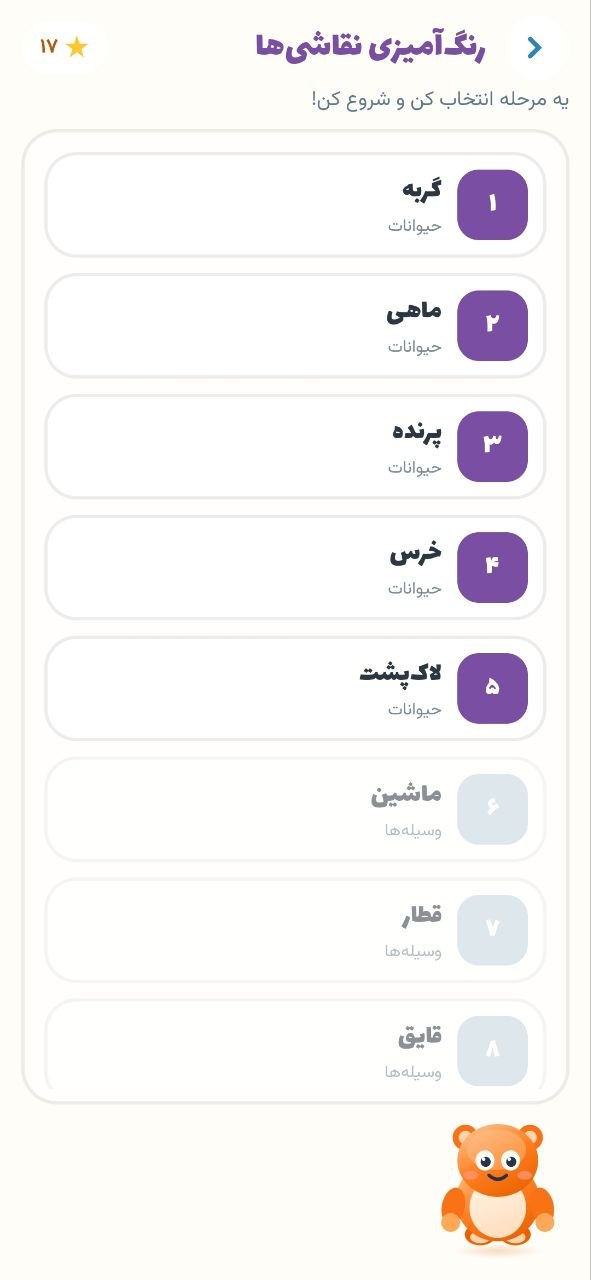 رنگ‌آمیزی نقاشی‌ها
۱۷
یه مرحله انتخاب کن و شروع کن!
۱
گربه
حیوانات
۲
ماهی
حیوانات
۳
پرنده
حیوانات
۴
خرس
حیوانات
۵
لاک‌پشت
حیوانات
۶
ماشین
وسیله‌ها
۷
قطار
وسیله‌ها
۸
قایق
وسیله‌ها